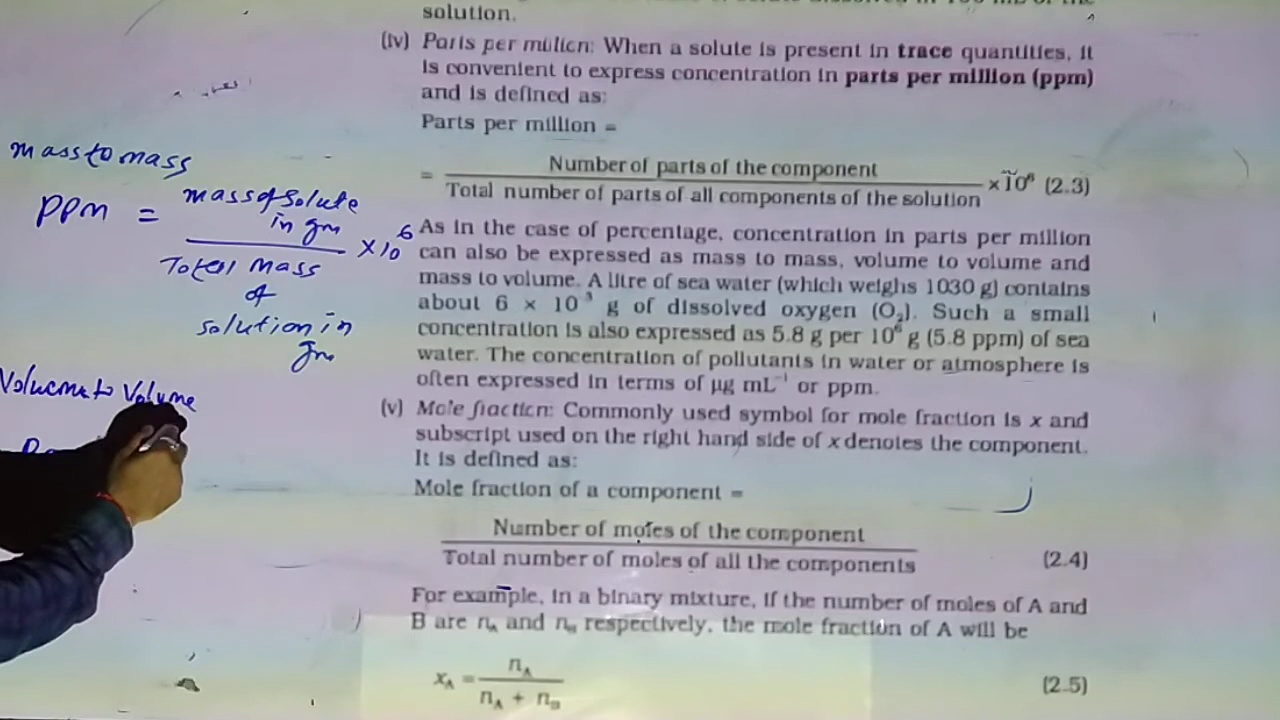 solution.
(iv) Parts per million: When a solute is present in trace quantities, it
is convenient to express concentration in parts per million (ppm)
and is defined as:
Parts per million =
= Number of parts of the component
Total number of parts of all components of the solution
×10⁶ (2.3)
As in the case of percentage, concentration in parts per million
can also be expressed as mass to mass, volume to volume and
mass to volume. A litre of sea water (which weighs 1030 g) contains
about 6 × 10⁻³ g of dissolved oxygen (O₂). Such a small
concentration is also expressed as 5.8 g per 10⁶ g (5.8 ppm) of sea
water. The concentration of pollutants in water or atmosphere is
often expressed in terms of μg mL⁻¹ or ppm.
(v) Mole fraction: Commonly used symbol for mole fraction is x and
subscript used on the right hand side of x denotes the component.
It is defined as:
Mole fraction of a component =
Number of moles of the component
Total number of moles of all the components
(2.4)
For example, in a binary mixture, if the number of moles of A and
B are nA and nB respectively, the mole fraction of A will be
xA = nA
nA + nB
(2.5)
mass to mass
PPm = mass of solute
in gm
× 10⁶
Total mass
of
solution in
gm
Volucme to Volume